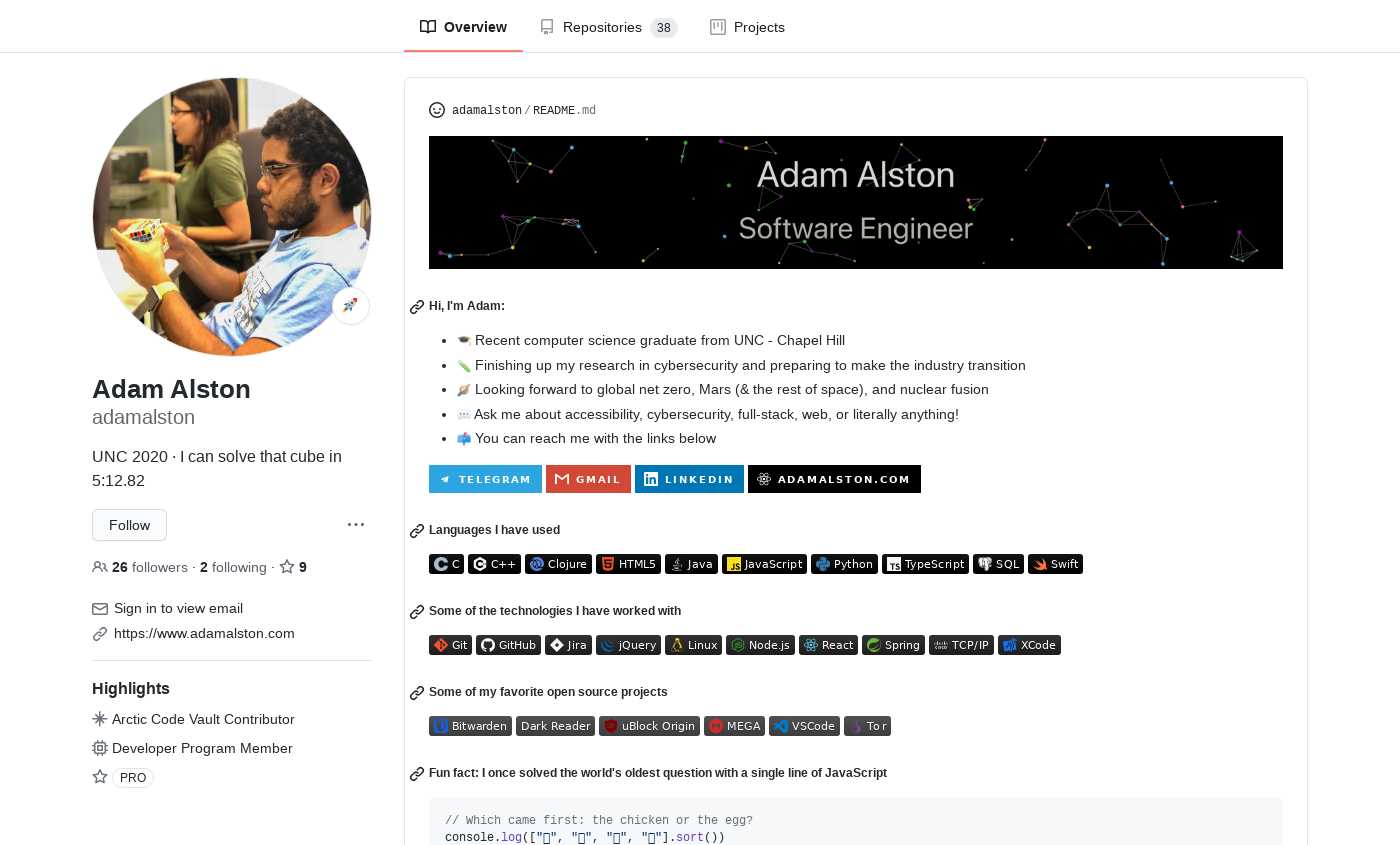 Overview
Repositories 38
Projects
adamalston/README.md
Adam Alston
Software Engineer
Adam Alston
adamalston
UNC 2020 · I can solve that cube in
5:12.82
Follow
26 followers · 2 following · 9
Sign in to view email
https://www.adamalston.com
Highlights
Arctic Code Vault Contributor
Developer Program Member
PRO
Hi, I'm Adam:
Recent computer science graduate from UNC - Chapel Hill
Finishing up my research in cybersecurity and preparing to make the industry transition
Looking forward to global net zero, Mars (& the rest of space), and nuclear fusion
Ask me about accessibility, cybersecurity, full-stack, web, or literally anything!
You can reach me with the links below
TELEGRAM GMAIL LINKEDIN ADAMALSTON.COM
Languages I have used
C C++ Clojure HTML5 Java JavaScript Python TypeScript SQL Swift
Some of the technologies I have worked with
Git GitHub Jira jQuery Linux Node.js React Spring TCP/IP XCode
Some of my favorite open source projects
Bitwarden Dark Reader uBlock Origin MEGA VSCode Tor
Fun fact: I once solved the world's oldest question with a single line of JavaScript
// Which came first: the chicken or the egg?
console.log(["▯", "▯", "▯", "▯"].sort())